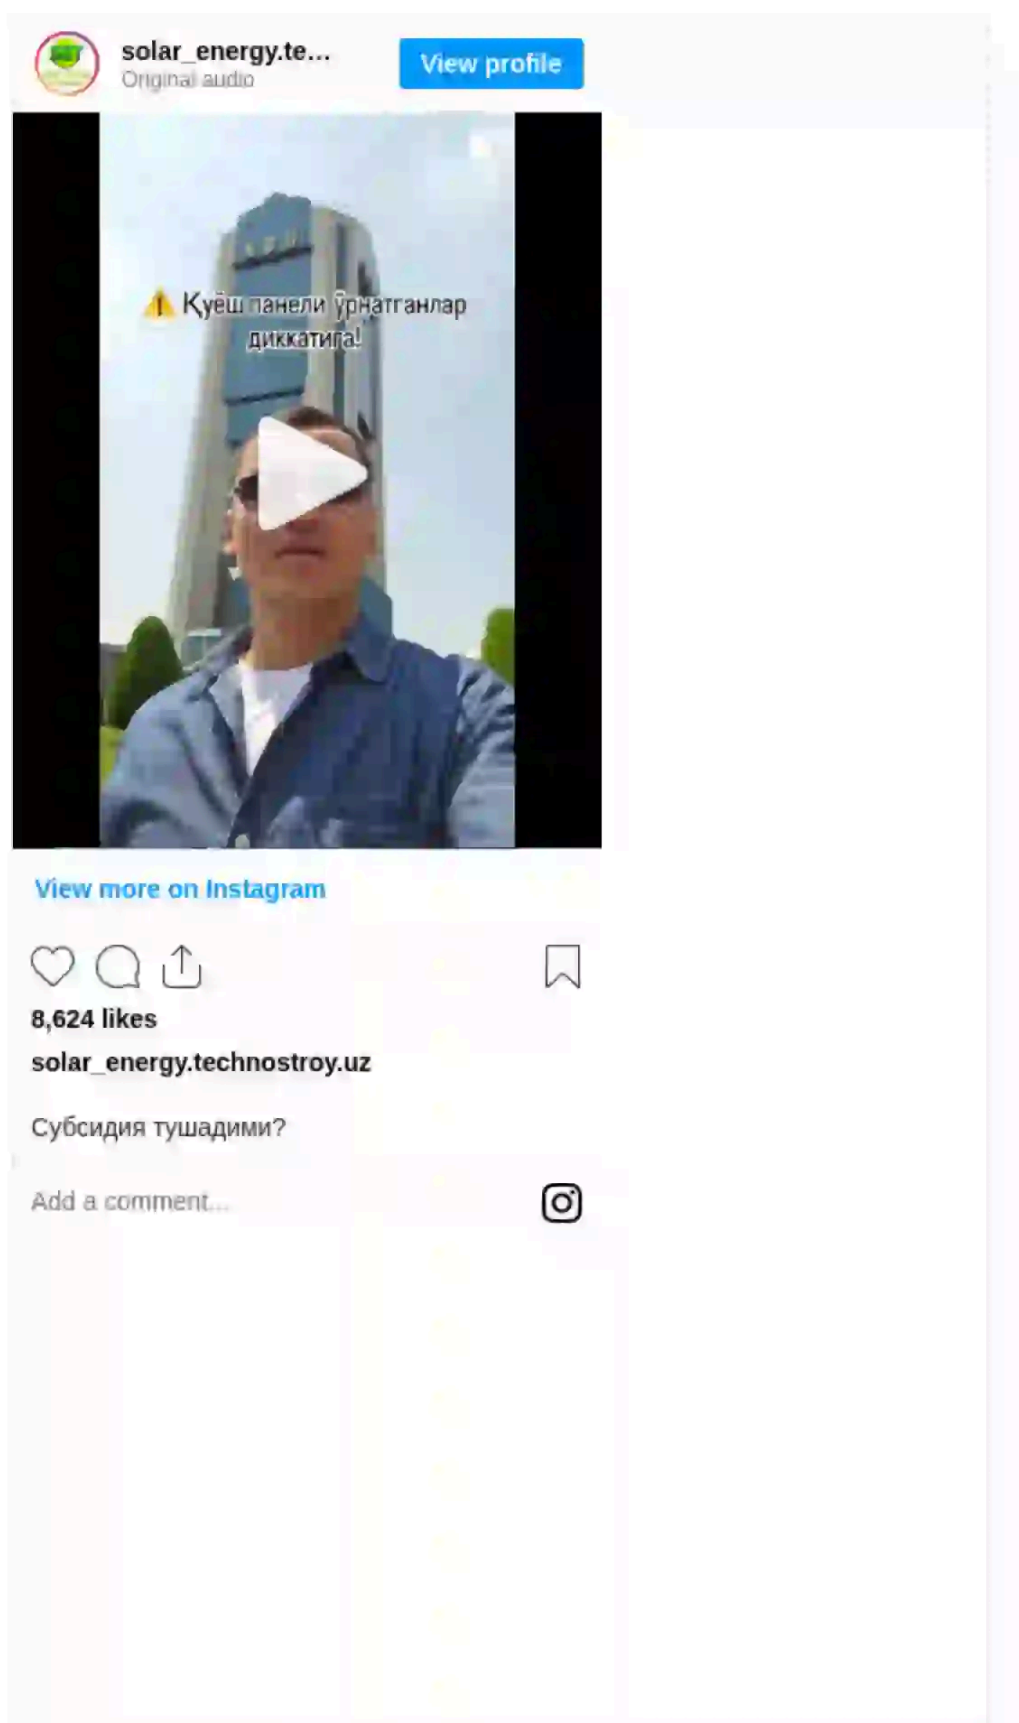 solar_energy.te...
Original audio
View profile
⚠️ Қуёш панели ўрнатганлар
диккатига!
View more on Instagram
8,624 likes
solar_energy.technostroy.uz
Субсидия тушадими?
Add a comment...